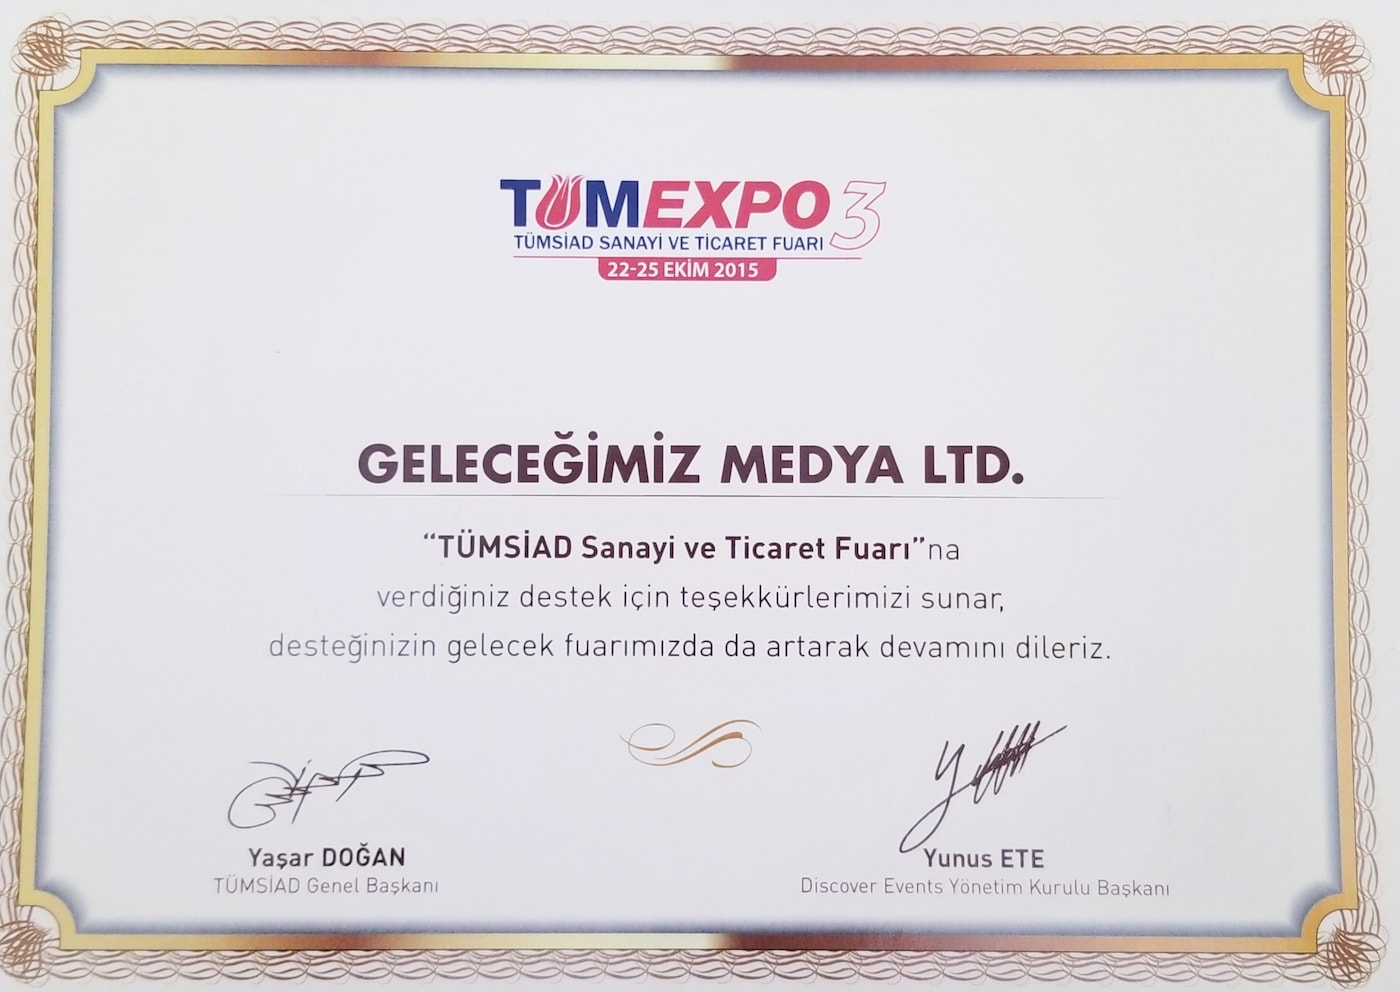 TÜMEXPO 3
TÜMSİAD SANAYİ VE TİCARET FUARI
22-25 EKİM 2015
GELECEĞİMİZ MEDYA LTD.
“TÜMSİAD Sanayi ve Ticaret Fuarı”na
verdiğiniz destek için teşekkürlerimizi sunar,
desteğinizin gelecek fuarımızda da artarak devamını dileriz.
Yaşar DOĞAN
TÜMSİAD Genel Başkanı
Yunus ETE
Discover Events Yönetim Kurulu Başkanı